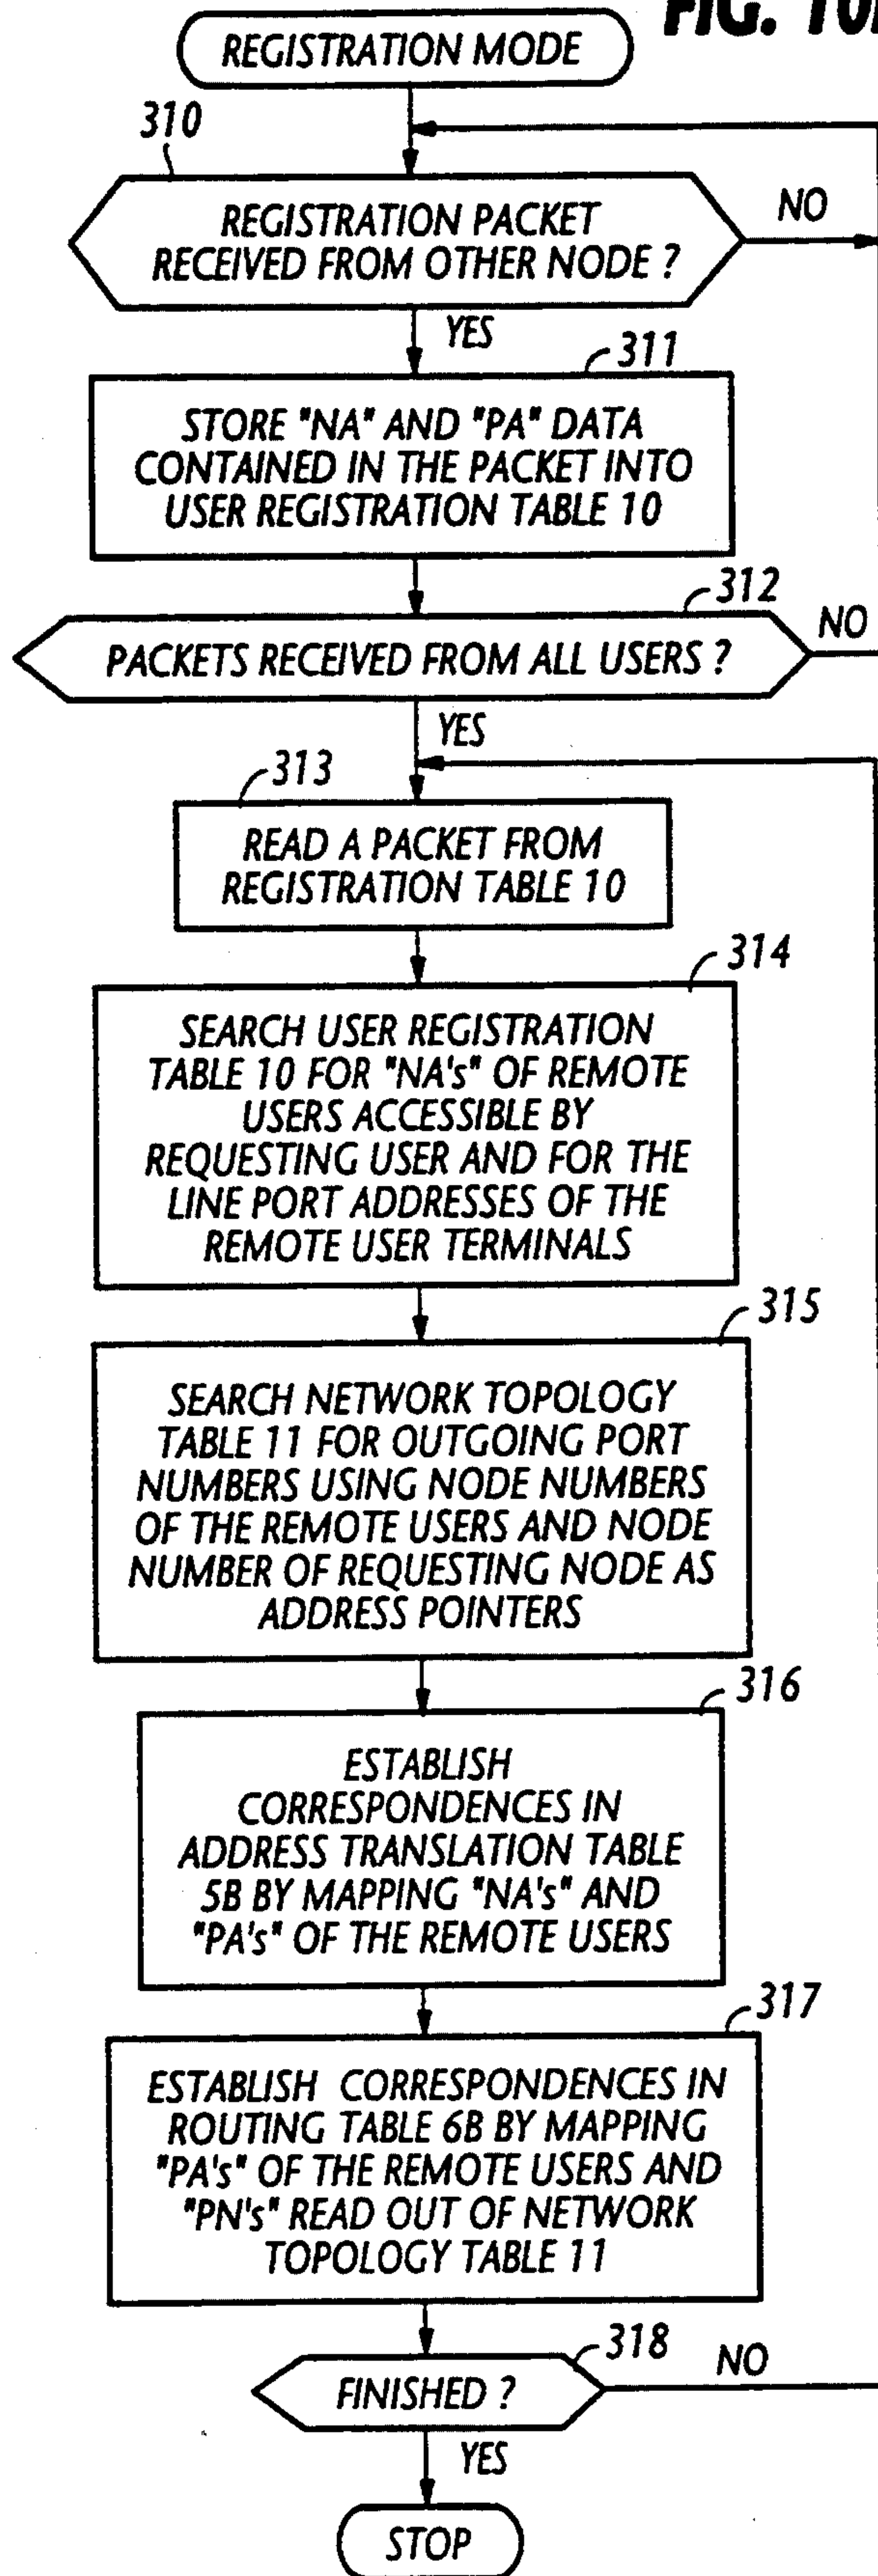 FIG. 10
REGISTRATION MODE
310
REGISTRATION PACKET
RECEIVED FROM OTHER NODE ?
NO
YES
311
STORE "NA" AND "PA" DATA
CONTAINED IN THE PACKET INTO
USER REGISTRATION TABLE 10
312
PACKETS RECEIVED FROM ALL USERS ?
NO
YES
313
READ A PACKET FROM
REGISTRATION TABLE 10
314
SEARCH USER REGISTRATION
TABLE 10 FOR "NA's" OF REMOTE
USERS ACCESSIBLE BY
REQUESTING USER AND FOR THE
LINE PORT ADDRESSES OF THE
REMOTE USER TERMINALS
315
SEARCH NETWORK TOPOLOGY
TABLE 11 FOR OUTGOING PORT
NUMBERS USING NODE NUMBERS
OF THE REMOTE USERS AND NODE
NUMBER OF REQUESTING NODE AS
ADDRESS POINTERS
316
ESTABLISH
CORRESPONDENCES IN
ADDRESS TRANSLATION TABLE
5B BY MAPPING "NA's" AND
"PA's" OF THE REMOTE USERS
317
ESTABLISH CORRESPONDENCES IN
ROUTING TABLE 6B BY MAPPING
"PA's" OF THE REMOTE USERS AND
"PN's" READ OUT OF NETWORK
TOPOLOGY TABLE 11
318
FINISHED ?
NO
YES
STOP